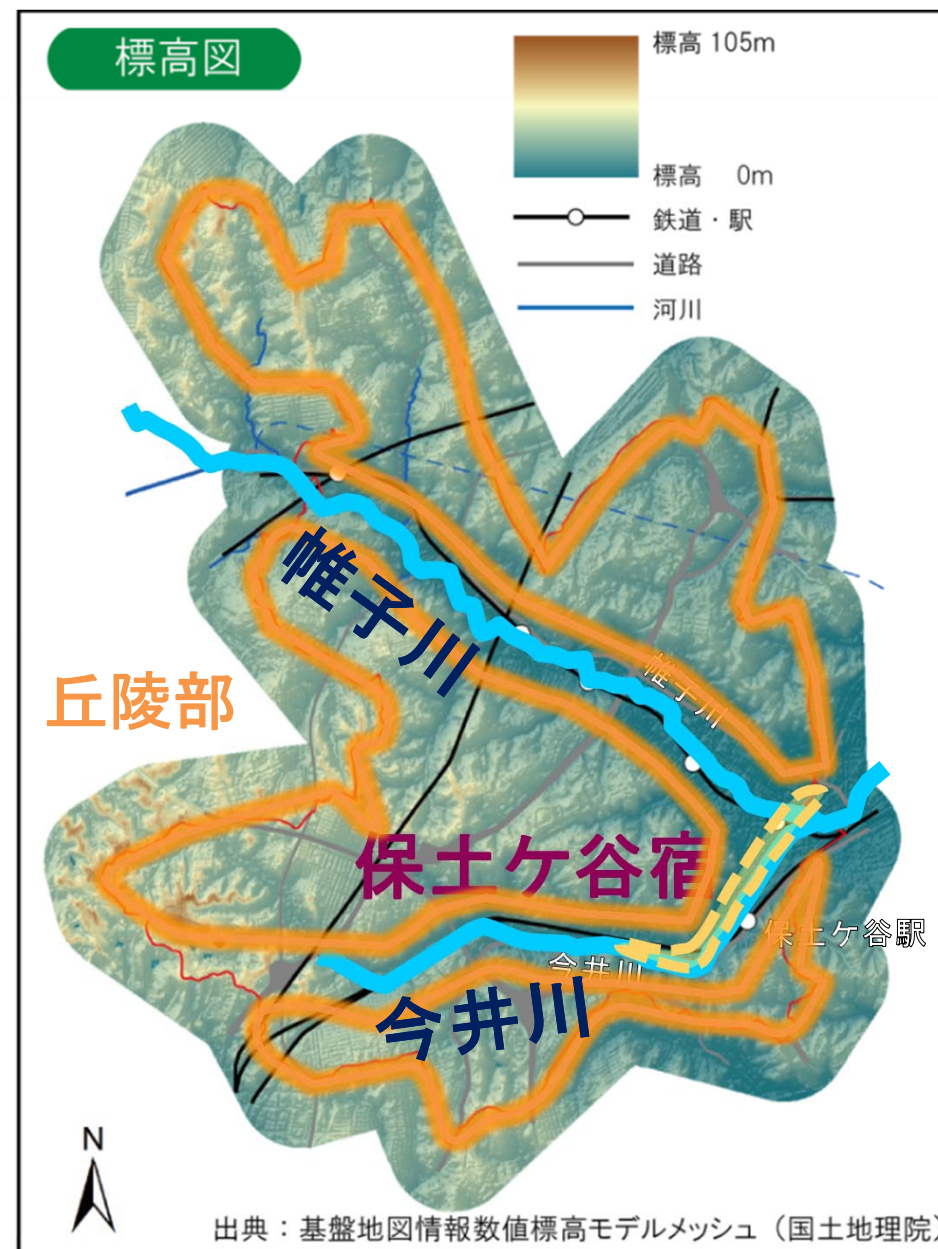 標高図
標高 105m
標高 0m
鉄道・駅
道路
河川
帷子川
丘陵部
帷子川
保土ケ谷宿
保土ケ谷駅
今井川
今井川
N
出典：基盤地図情報数値標高モデルメッシュ（国土地理院）